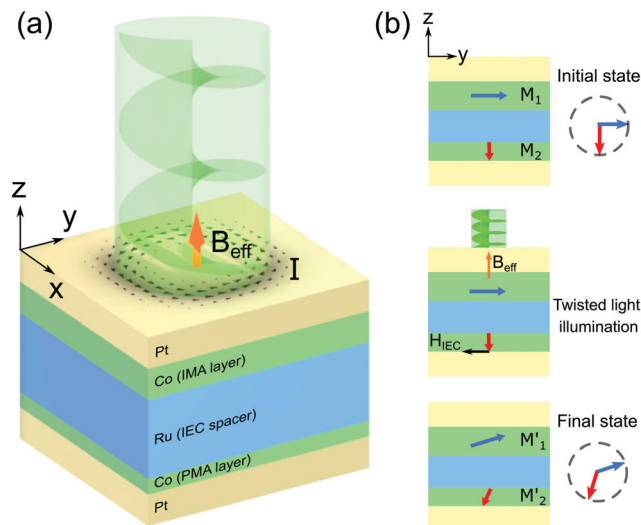 (a)
z
y
x
B_eff
I
Pt
Co (IMA layer)
Ru (IEC spacer)
Co (PMA layer)
Pt
(b)
z
y
Initial state
M_1
M_2
B_eff
Twisted light
illumination
H_IEC
Final state
M'_1
M'_2